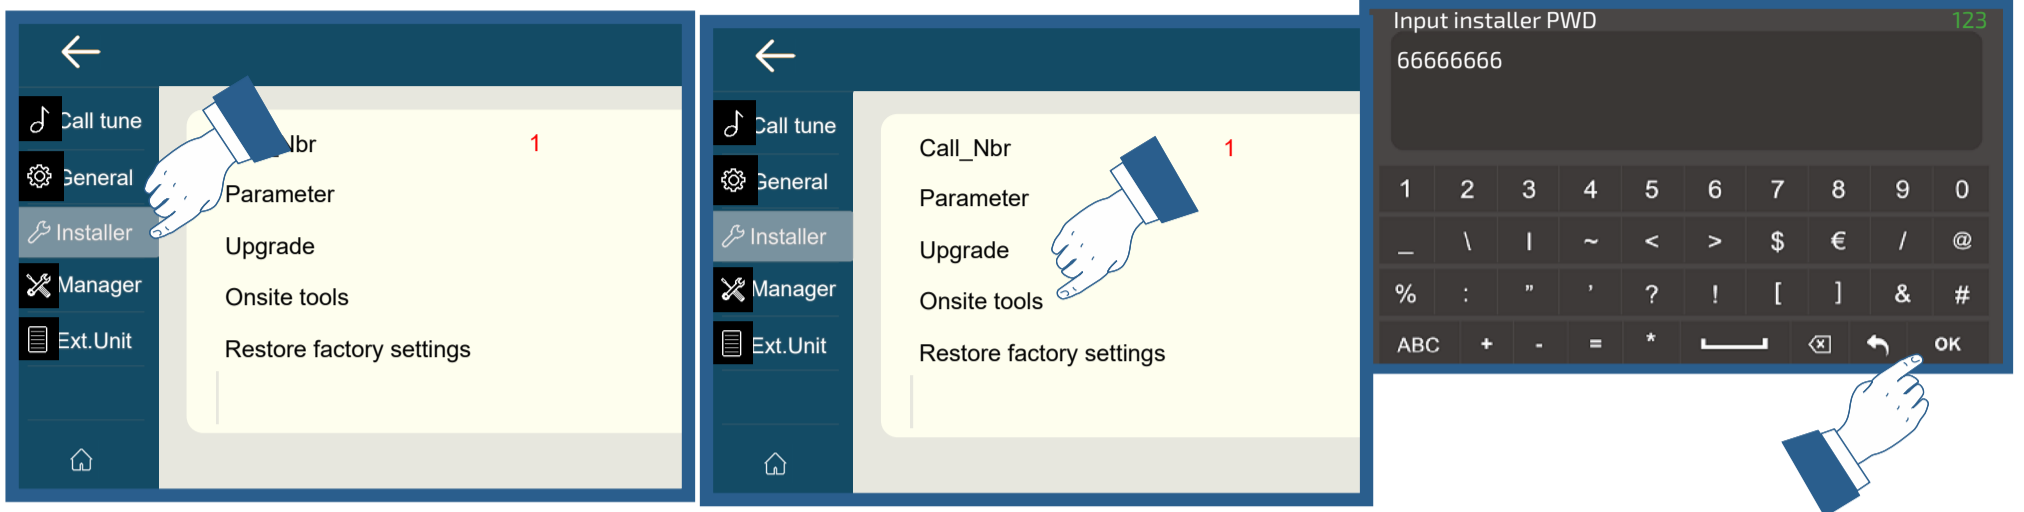 Call tune
General
Installer
Manager
Ext.Unit
Nbr 1
Parameter
Upgrade
Onsite tools
Restore factory settings
Call tune
General
Installer
Manager
Ext.Unit
Call_Nbr 1
Parameter
Upgrade
Onsite tools
Restore factory settings
Input installer PWD 123
66666666
1 2 3 4 5 6 7 8 9 0
_ \ | ~ < > $ € / @
% : " ' ? ! [ ] & #
ABC + - = * OK